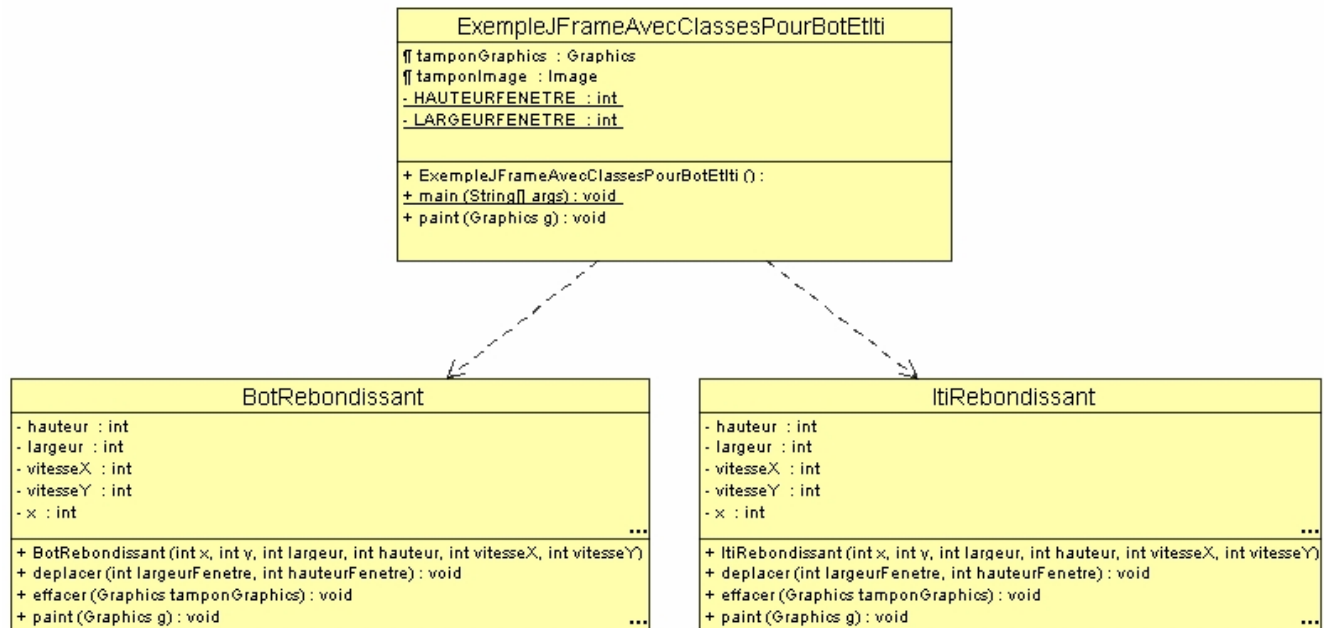 ExempleJFrameAvecClassesPourBotEtIti
¶ tamponGraphics : Graphics
¶ tamponImage : Image
- HAUTEURFENETRE : int
- LARGEURFENETRE : int
+ ExempleJFrameAvecClassesPourBotEtIti () :
+ main (String[] args) : void
+ paint (Graphics g) : void
BotRebondissant
- hauteur : int
- largeur : int
- vitesseX : int
- vitesseY : int
- x : int
...
+ BotRebondissant (int x, int y, int largeur, int hauteur, int vitesseX, int vitesseY)
+ deplacer (int largeurFenetre, int hauteurFenetre) : void
+ effacer (Graphics tamponGraphics) : void
+ paint (Graphics g) : void
...
ItiRebondissant
- hauteur : int
- largeur : int
- vitesseX : int
- vitesseY : int
- x : int
...
+ ItiRebondissant (int x, int y, int largeur, int hauteur, int vitesseX, int vitesseY)
+ deplacer (int largeurFenetre, int hauteurFenetre) : void
+ effacer (Graphics tamponGraphics) : void
+ paint (Graphics g) : void
...